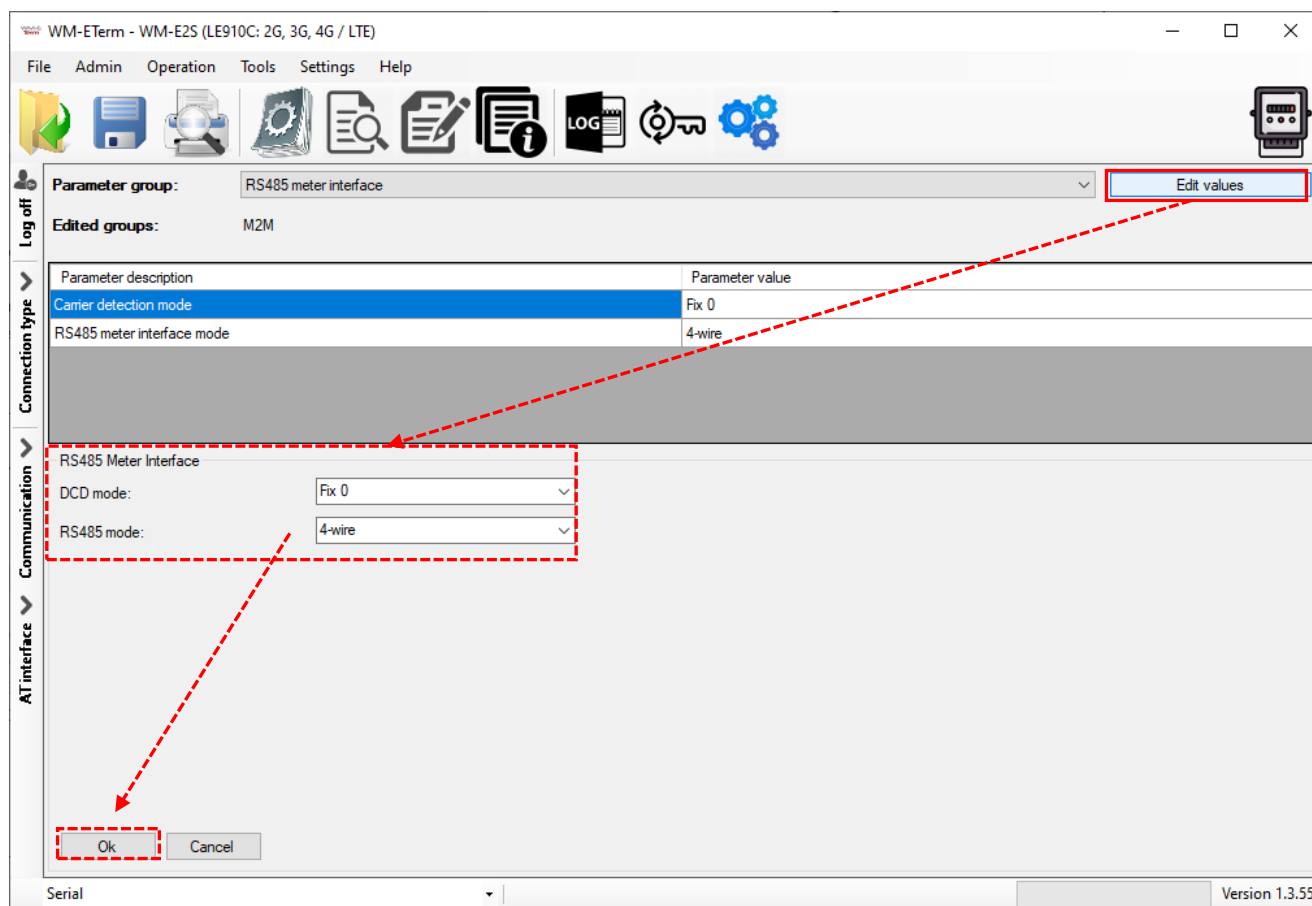 WM-ETerm - WM-E2S (LE910C: 2G, 3G, 4G / LTE)
File Admin Operation Tools Settings Help
LOG
Parameter group: RS485 meter interface Edit values
Edited groups: M2M
Log off
Connection type
Communication
AT interface
Parameter description Parameter value
Carrier detection mode Fix 0
RS485 meter interface mode 4-wire
RS485 Meter Interface
DCD mode: Fix 0
RS485 mode: 4-wire
Ok Cancel
Serial Version 1.3.55